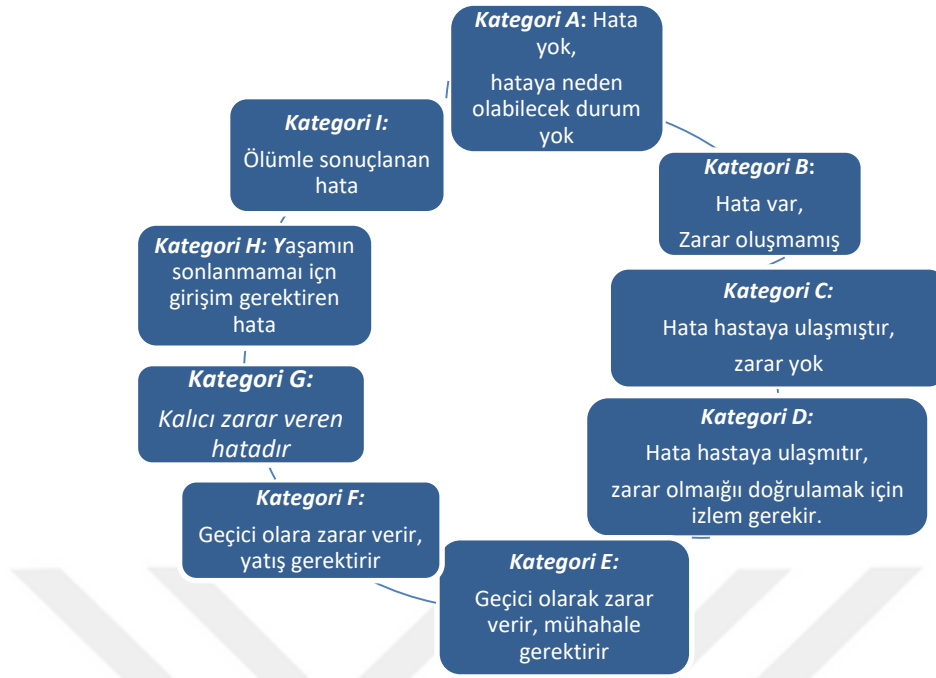 Kategori A: Hata
yok,
hataya neden
olabilecek durum
yok
Kategori B:
Hata var,
Zarar oluşmamış
Kategori C:
Hata hastaya ulaşmıştır,
zarar yok
Kategori D:
Hata hastaya ulaşmıtır,
zarar olmaığıı doğrulamak için
izlem gerekir.
Kategori E:
Geçici olarak zarar
verir, mühahale
gerektirir
Kategori F:
Geçici olara zarar verir,
yatış gerektirir
Kategori G:
Kalıcı zarar veren
hatadır
Kategori H: Yaşamın
sonlanmamaı içn
girişim gerektiren
hata
Kategori I:
Ölümle sonuçlanan
hata